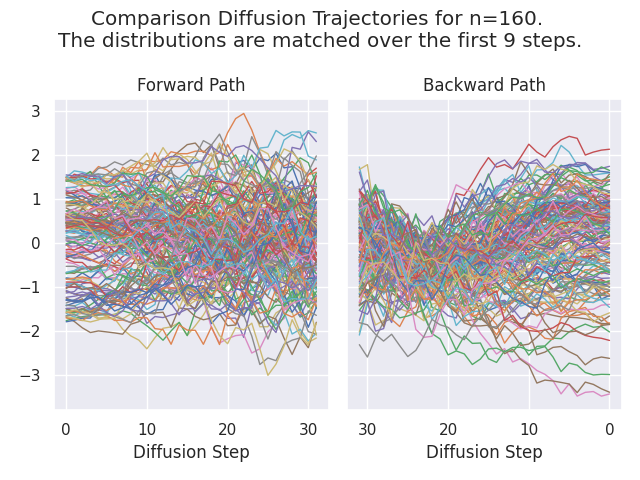 Comparison Diffusion Trajectories for n=160.
The distributions are matched over the first 9 steps.
Forward Path
Backward Path
3
2
1
0
−1
−2
−3
0 10 20 30
30 20 10 0
Diffusion Step
Diffusion Step